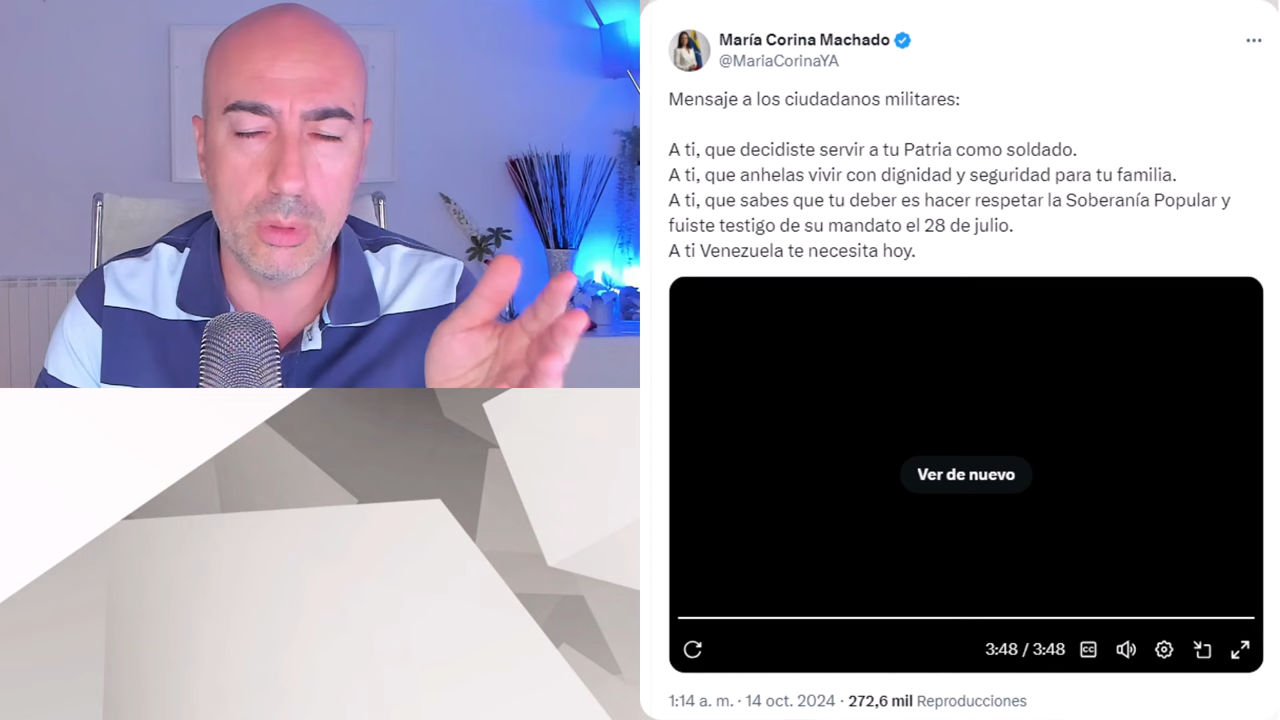 María Corina Machado
@MariaCorinaYA
Mensaje a los ciudadanos militares:
A ti, que decidiste servir a tu Patria como soldado.
A ti, que anhelas vivir con dignidad y seguridad para tu familia.
A ti, que sabes que tu deber es hacer respetar la Soberanía Popular y
fuiste testigo de su mandato el 28 de julio.
A ti Venezuela te necesita hoy.
Ver de nuevo
3:48 / 3:48 CC
1:14 a. m. · 14 oct. 2024 · 272,6 mil Reproducciones